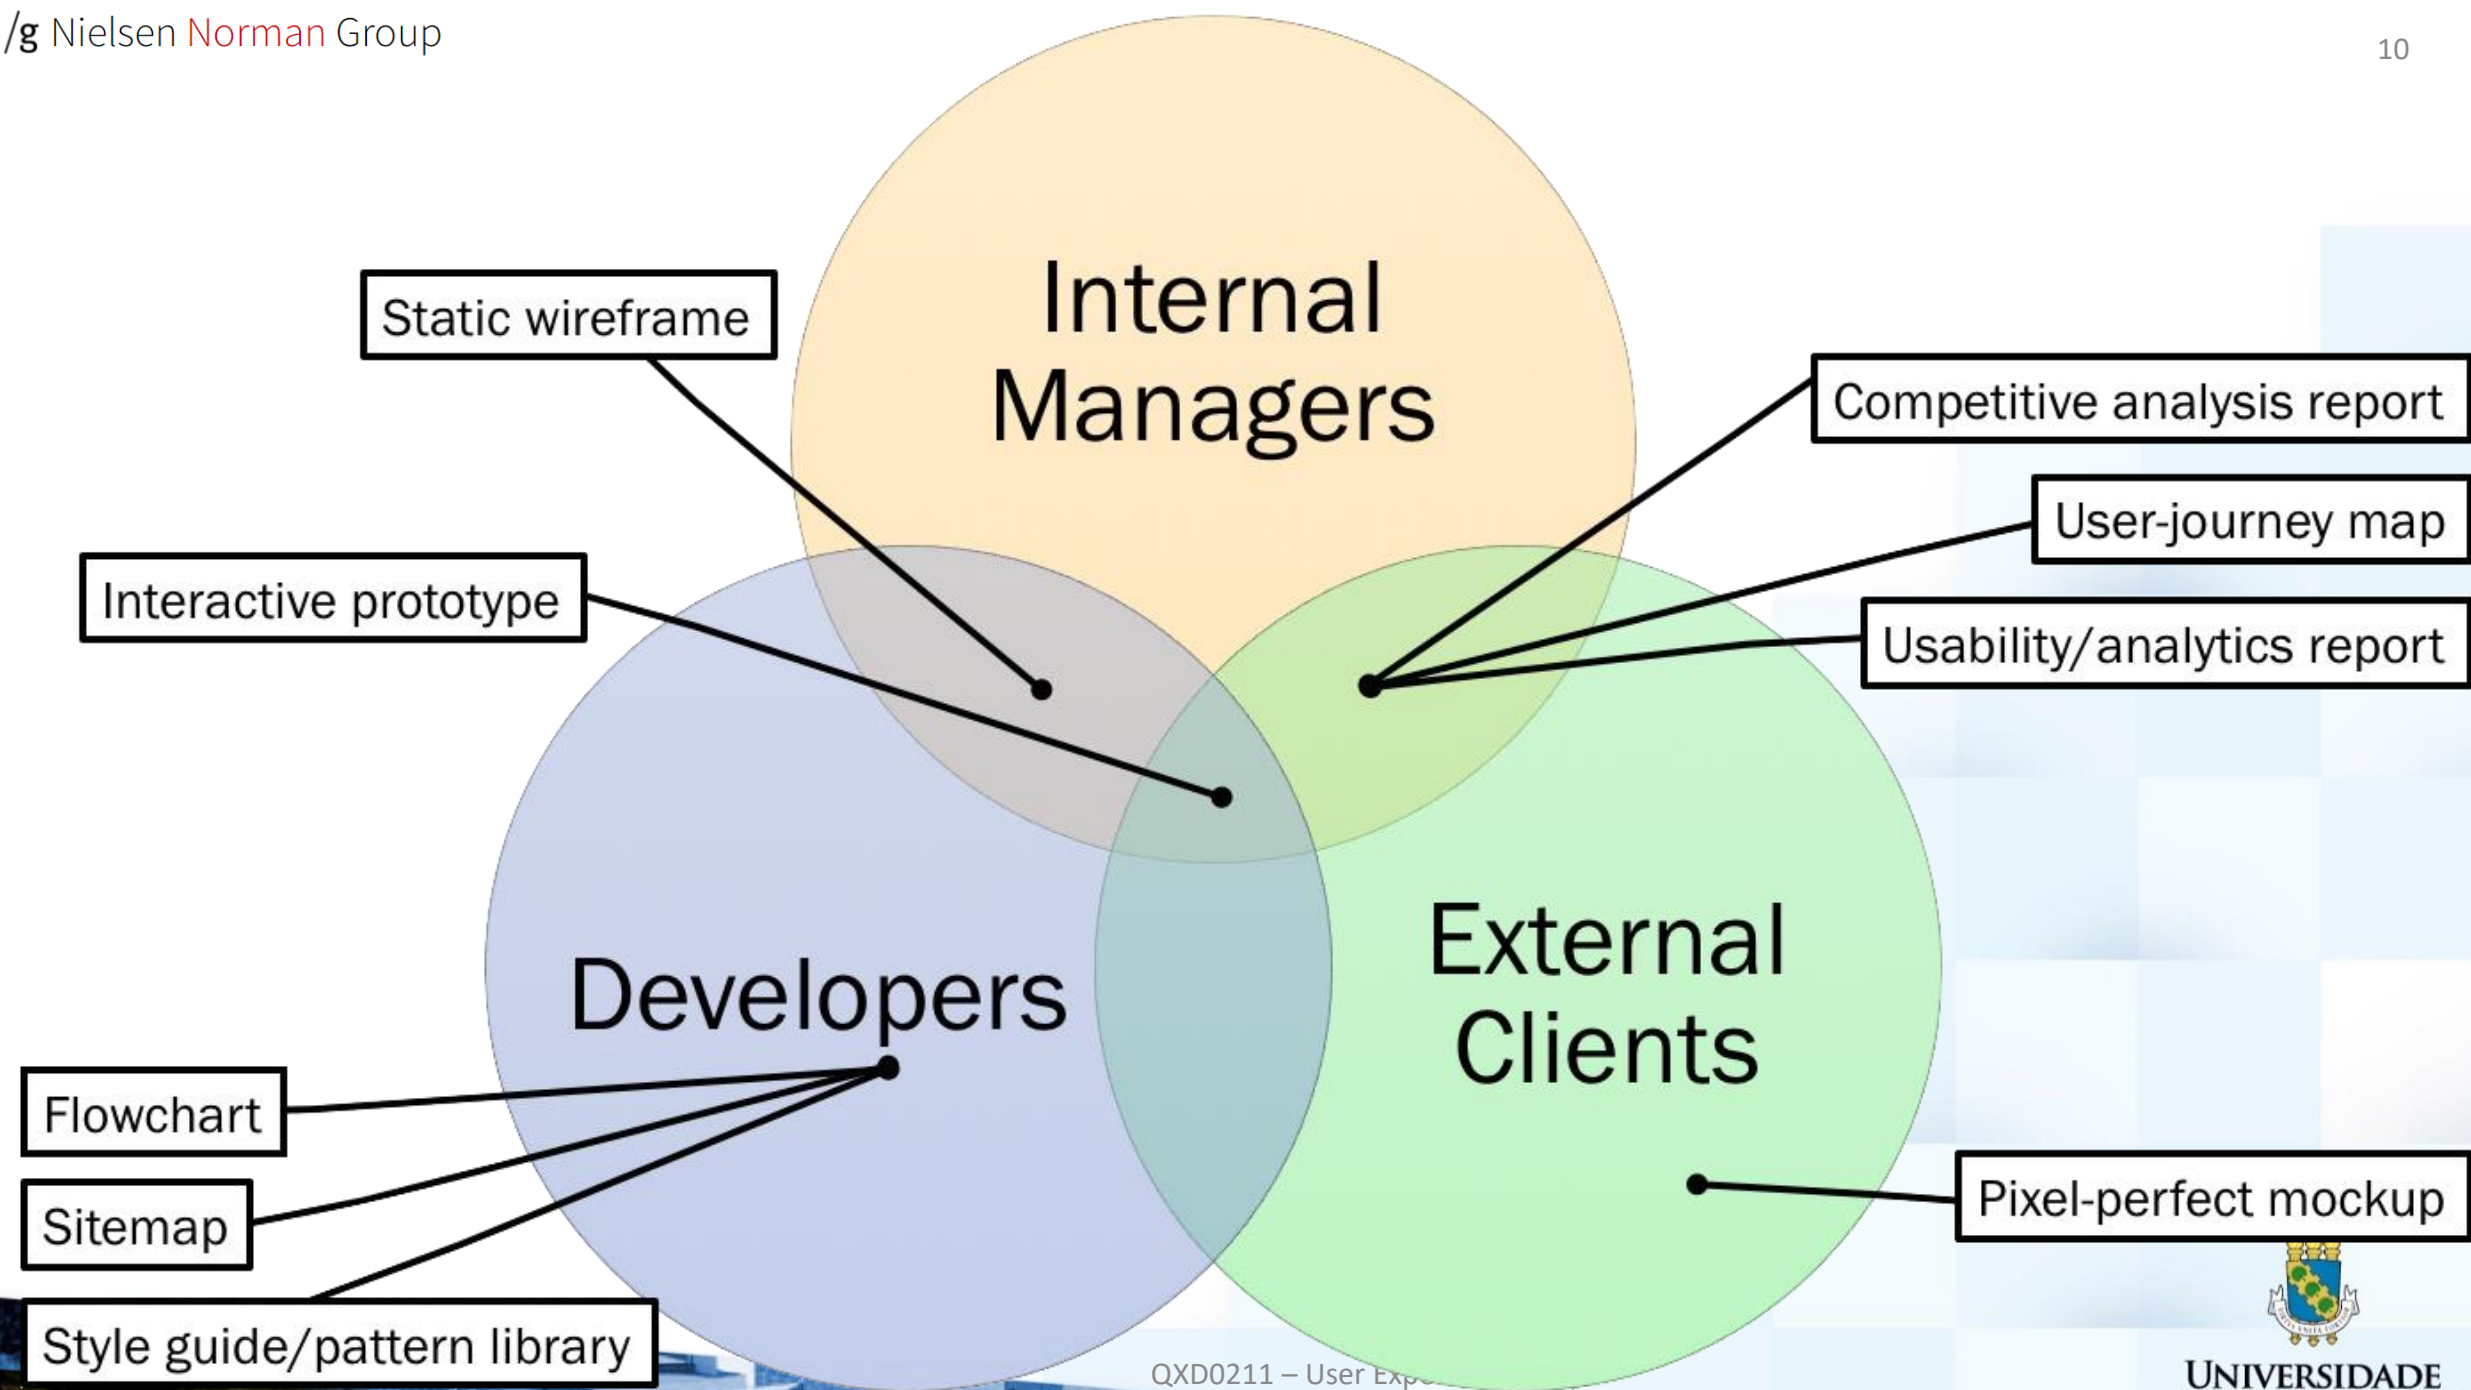 /g Nielsen Norman Group
10
Internal
Managers
Static wireframe
Competitive analysis report
User-journey map
Interactive prototype
Usability/analytics report
Developers
External
Clients
Flowchart
Sitemap
Style guide/pattern library
Pixel-perfect mockup
QXD0211 – User
UNIVERSIDADE